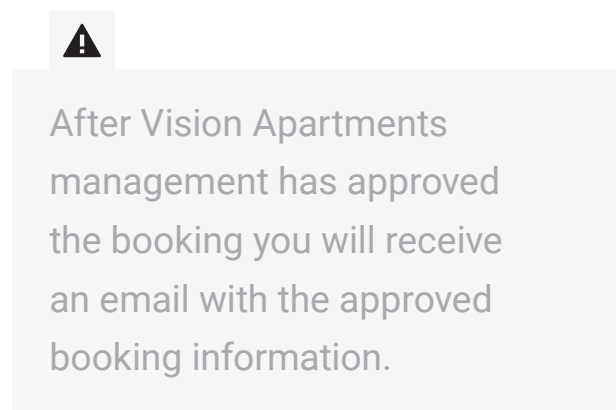 After Vision Apartments
management has approved
the booking you will receive
an email with the approved
booking information.